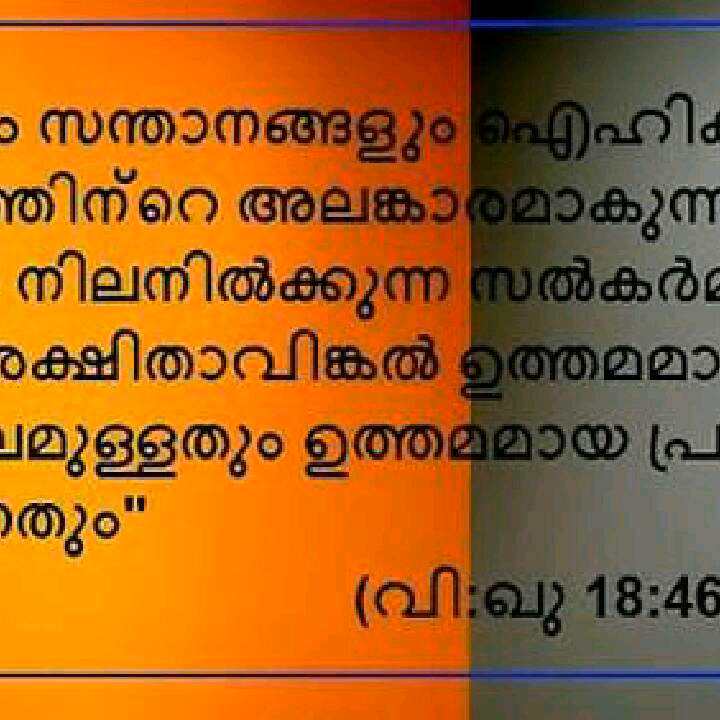 സന്താനങ്ങളും ഐഹിക
ത്തിന്റെ അലങ്കാരമാകുന്ന
നിലനിൽക്കുന്ന സൽകർമ
രക്ഷിതാവിങ്കൽ ഉത്തമമാ
ലമുള്ളതും ഉത്തമമായ പ്ര
തും"
(വി:ഖു 18:46